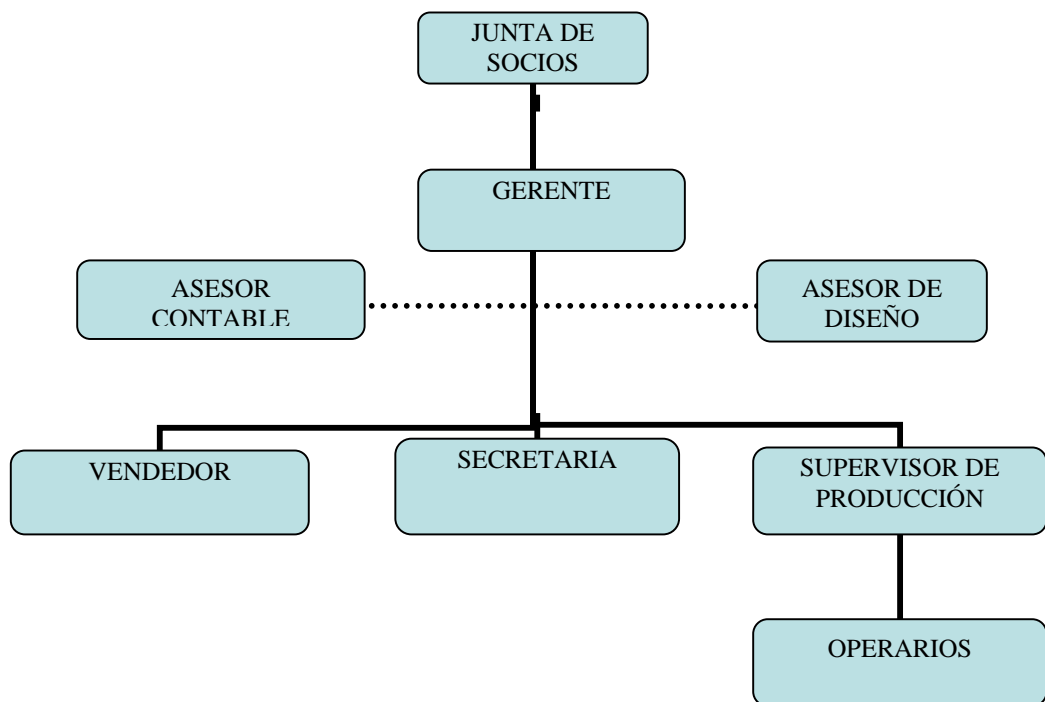 JUNTA DE
SOCIOS
GERENTE
ASESOR
CONTABLE
ASESOR DE
DISEÑO
VENDEDOR
SECRETARIA
SUPERVISOR DE
PRODUCCIÓN
OPERARIOS